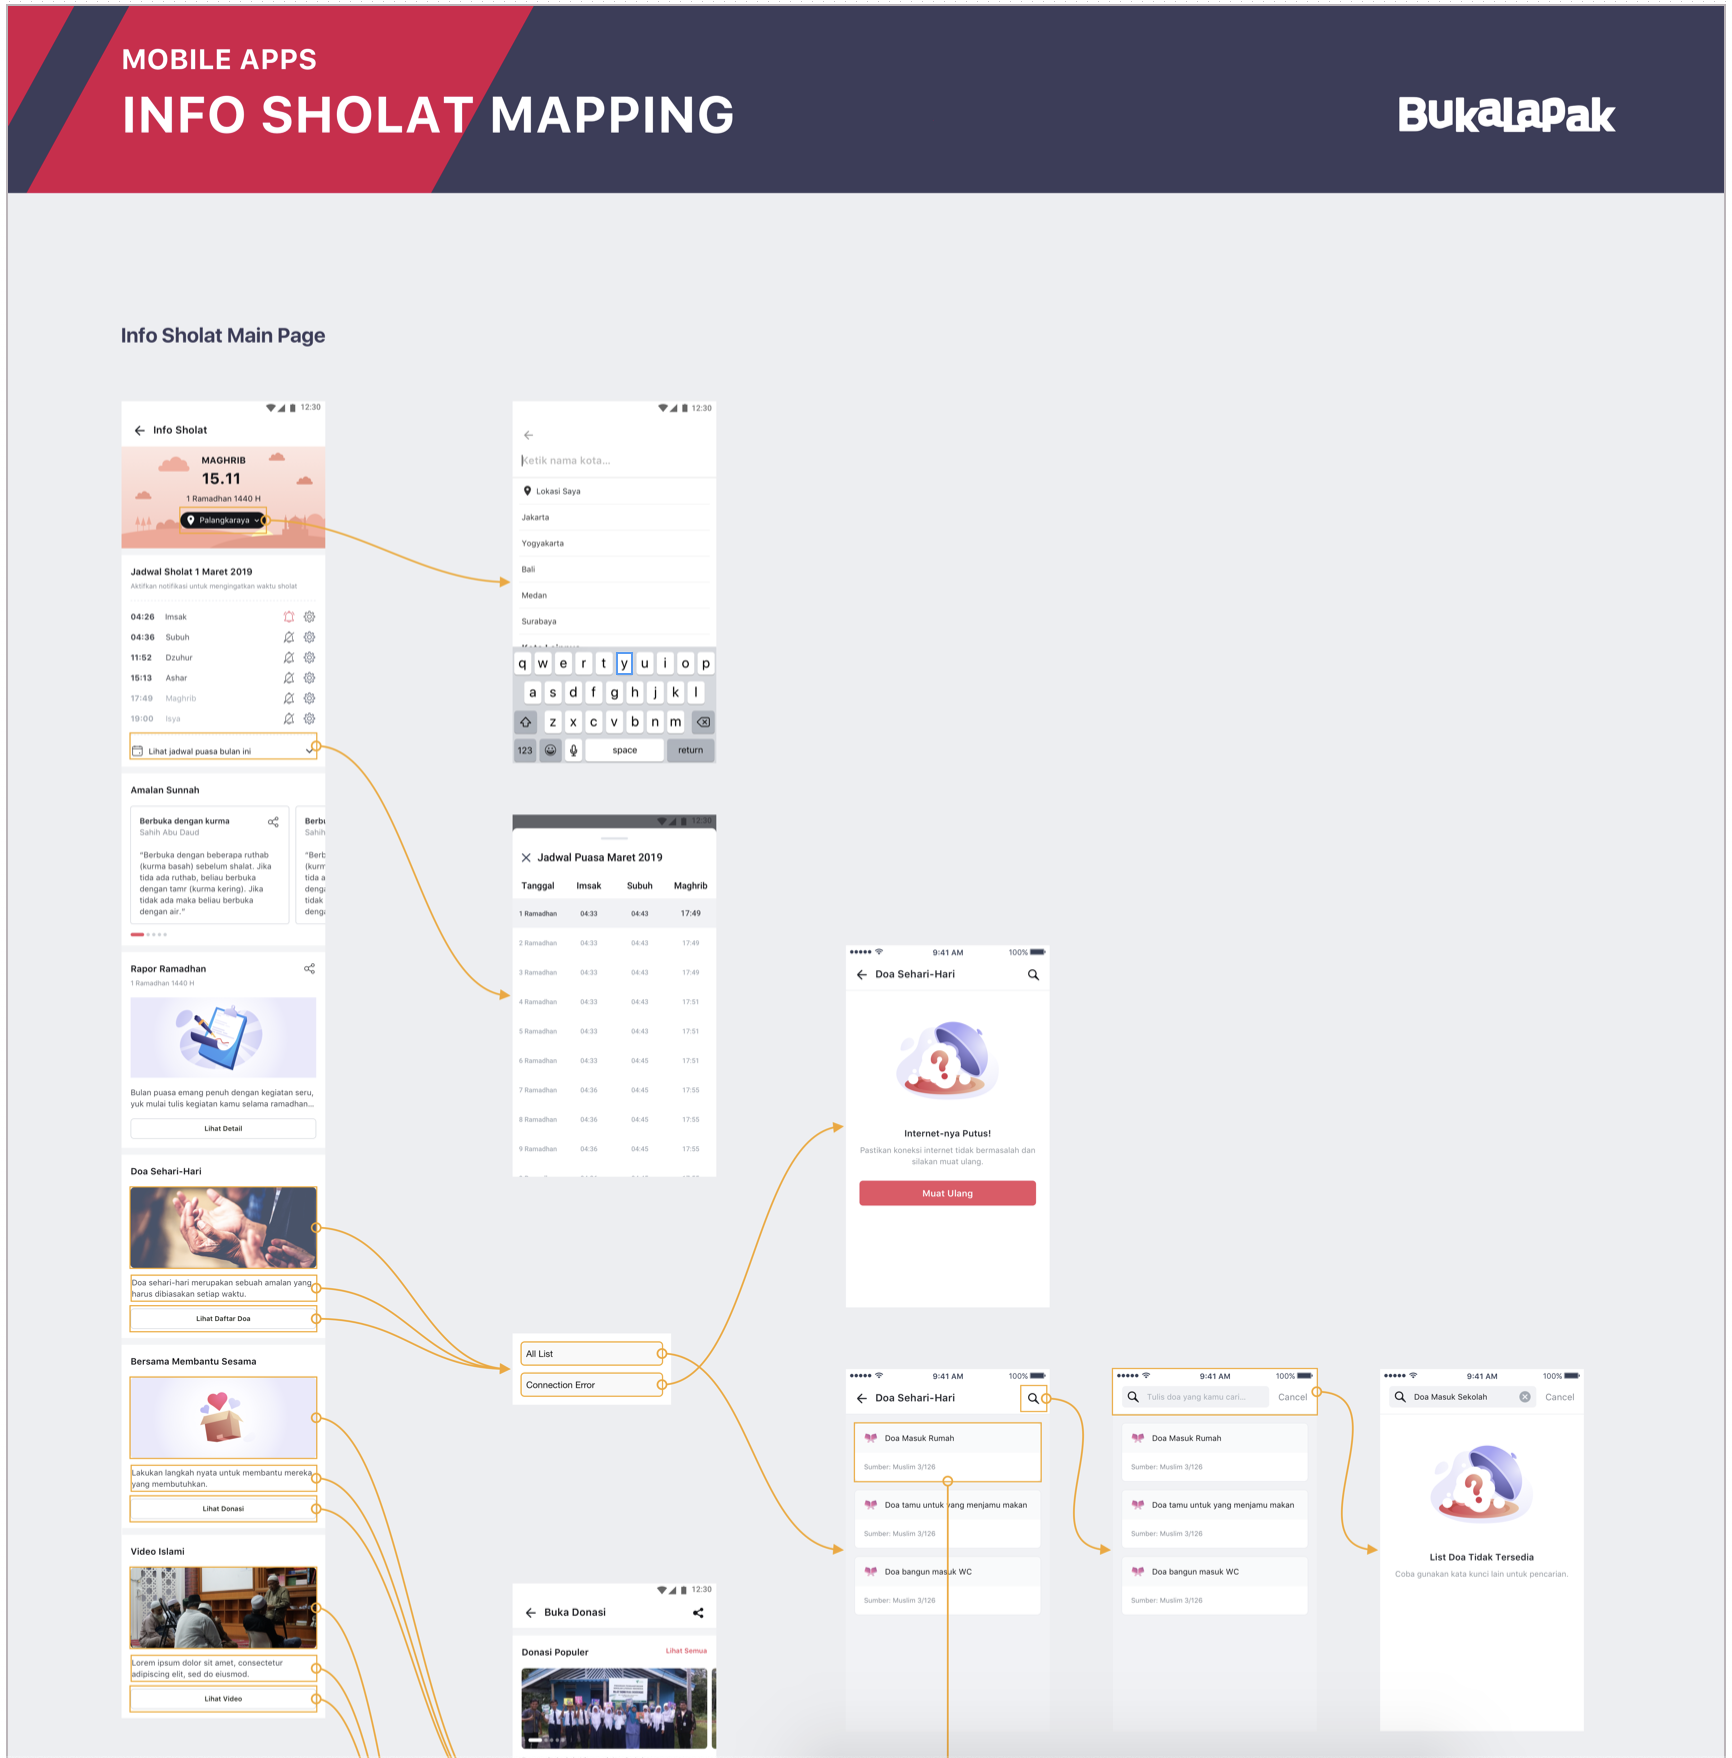 MOBILE APPS
INFO SHOLAT MAPPING
BukaLapak
Info Sholat Main Page
12:30
Info Sholat
MAGHRIB
15.11
1 Ramadhan 1440 H
Palangkaraya
Jadwal Sholat 1 Maret 2019
Aktifkan notifikasi untuk mengingatkan waktu sholat
04:26 Imsak
04:36 Subuh
11:52 Dzuhur
15:13 Ashar
17:49 Maghrib
19:00 Isya
Lihat jadwal puasa bulan ini
Amalan Sunnah
Berbuka dengan kurma
Sahih Abu Daud
"Berbuka dengan beberapa ruthab
(kurma basah) sebelum shalat. Jika
tida ada ruthab, beliau berbuka
dengan tamr (kurma kering). Jika
tidak ada maka beliau berbuka
dengan air."
Berbu
Sahih
"Berb
(kurm
tida a
denga
tidak
denga
Rapor Ramadhan
1 Ramadhan 1440 H
Bulan puasa emang penuh dengan kegiatan seru,
yuk mulai tulis kegiatan kamu selama ramadhan...
Lihat Detail
Doa Sehari-Hari
Doa sehari-hari merupakan sebuah amalan yang
harus dibiasakan setiap waktu.
Lihat Daftar Doa
Bersama Membantu Sesama
Lakukan langkah nyata untuk membantu mereka
yang membutuhkan.
Lihat Donasi
Video Islami
Lorem ipsum dolor sit amet, consectetur
adipiscing elit, sed do eiusmod.
Lihat Video
12:30
Ketik nama kota...
Lokasi Saya
Jakarta
Yogyakarta
Bali
Medan
Surabaya
q w e r t y u i o p
a s d f g h j k l
z x c v b n m
123 space return
12:30
Jadwal Puasa Maret 2019
Tanggal Imsak Subuh Maghrib
1 Ramadhan 04:33 04:43 17:49
2 Ramadhan 04:33 04:43 17:49
3 Ramadhan 04:33 04:43 17:49
4 Ramadhan 04:33 04:43 17:51
5 Ramadhan 04:33 04:43 17:51
6 Ramadhan 04:33 04:45 17:51
7 Ramadhan 04:36 04:45 17:55
8 Ramadhan 04:36 04:45 17:55
9 Ramadhan 04:36 04:45 17:55
All List
Connection Error
12:30
Buka Donasi
Donasi Populer Lihat Semua
9:41 AM 100%
Doa Sehari-Hari
Internet-nya Putus!
Pastikan koneksi internet tidak bermasalah dan
silakan muat ulang.
Muat Ulang
9:41 AM 100%
Doa Sehari-Hari
Doa Masuk Rumah
Sumber: Muslim 3/126
Doa tamu untuk yang menjamu makan
Sumber: Muslim 3/126
Doa bangun masuk WC
Sumber: Muslim 3/126
9:41 AM 100%
Tulis doa yang kamu cari... Cancel
Doa Masuk Rumah
Sumber: Muslim 3/126
Doa tamu untuk yang menjamu makan
Sumber: Muslim 3/126
Doa bangun masuk WC
Sumber: Muslim 3/126
9:41 AM 100%
Doa Masuk Sekolah Cancel
List Doa Tidak Tersedia
Coba gunakan kata kunci lain untuk pencarian.